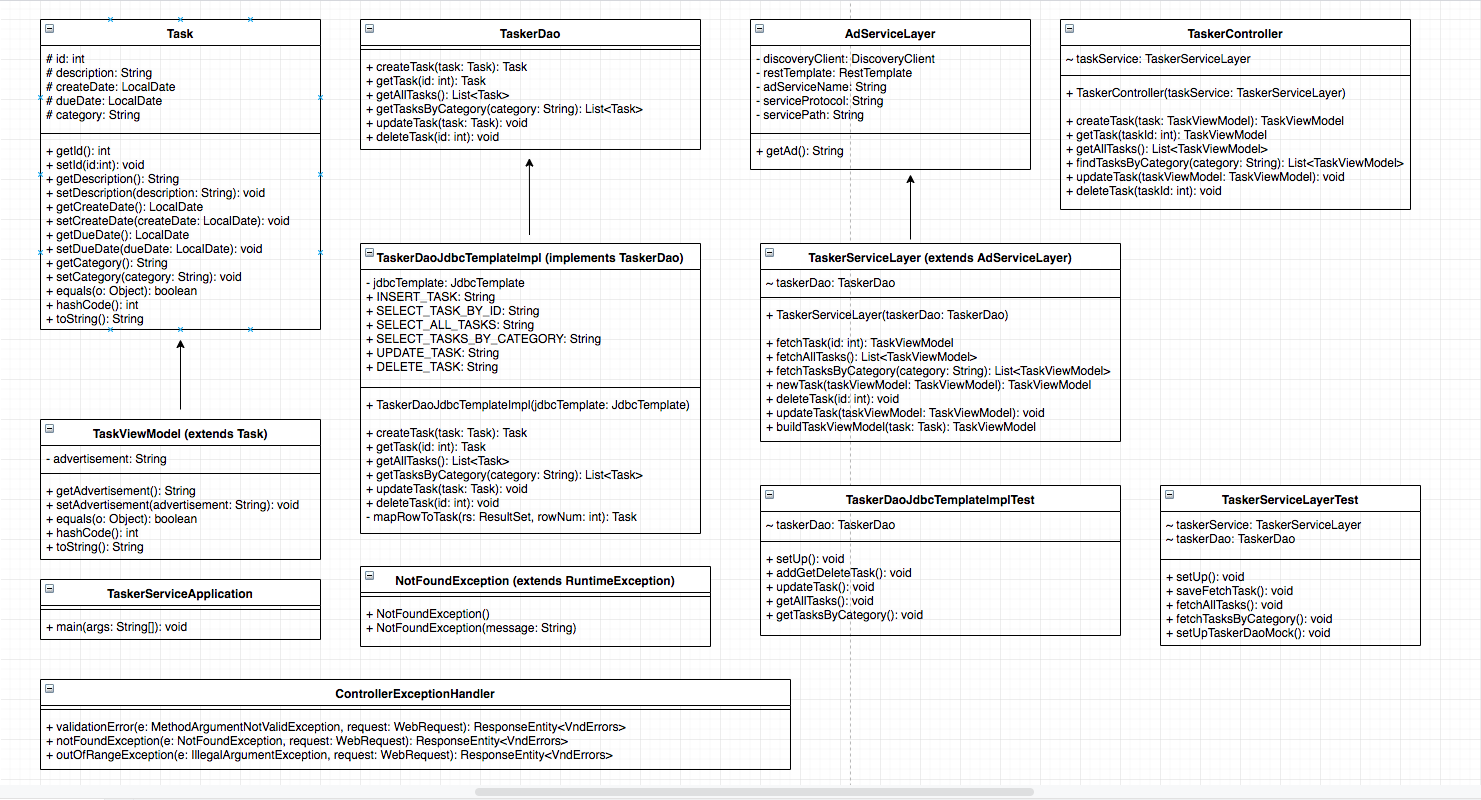 Task
# id: int
# description: String
# createDate: LocalDate
# dueDate: LocalDate
# category: String
+ getId(): int
+ setId(id:int): void
+ getDescription(): String
+ setDescription(description: String): void
+ getCreateDate(): LocalDate
+ setCreateDate(createDate: LocalDate): void
+ getDueDate(): LocalDate
+ setDueDate(dueDate: LocalDate): void
+ getCategory(): String
+ setCategory(category: String): void
+ equals(o: Object): boolean
+ hashCode(): int
+ toString(): String
TaskerDao
+ createTask(task: Task): Task
+ getTask(id: int): Task
+ getAllTasks(): List<Task>
+ getTasksByCategory(category: String): List<Task>
+ updateTask(task: Task): void
+ deleteTask(id: int): void
AdServiceLayer
- discoveryClient: DiscoveryClient
- restTemplate: RestTemplate
- adServiceName: String
- serviceProtocol: String
- servicePath: String
+ getAd(): String
TaskerController
~ taskService: TaskerServiceLayer
+ TaskerController(taskService: TaskerServiceLayer)
+ createTask(task: TaskViewModel): TaskViewModel
+ getTask(taskId: int): TaskViewModel
+ getAllTasks(): List<TaskViewModel>
+ findTasksByCategory(category: String): List<TaskViewModel>
+ updateTask(taskViewModel: TaskViewModel): void
+ deleteTask(taskId: int): void
TaskerDaoJdbcTemplateImpl (implements TaskerDao)
- jdbcTemplate: JdbcTemplate
+ INSERT_TASK: String
+ SELECT_TASK_BY_ID: String
+ SELECT_ALL_TASKS: String
+ SELECT_TASKS_BY_CATEGORY: String
+ UPDATE_TASK: String
+ DELETE_TASK: String
+ TaskerDaoJdbcTemplateImpl(jdbcTemplate: JdbcTemplate)
+ createTask(task: Task): Task
+ getTask(id: int): Task
+ getAllTasks(): List<Task>
+ getTasksByCategory(category: String): List<Task>
+ updateTask(task: Task): void
+ deleteTask(id: int): void
- mapRowToTask(rs: ResultSet, rowNum: int): Task
TaskerServiceLayer (extends AdServiceLayer)
~ taskerDao: TaskerDao
+ TaskerServiceLayer(taskerDao: TaskerDao)
+ fetchTask(id: int): TaskViewModel
+ fetchAllTasks(): List<TaskViewModel>
+ fetchTasksByCategory(category: String): List<TaskViewModel>
+ newTask(taskViewModel: TaskViewModel): TaskViewModel
+ deleteTask(id: int): void
+ updateTask(taskViewModel: TaskViewModel): void
+ buildTaskViewModel(task: Task): TaskViewModel
TaskViewModel (extends Task)
- advertisement: String
+ getAdvertisement(): String
+ setAdvertisement(advertisement: String): void
+ equals(o: Object): boolean
+ hashCode(): int
+ toString(): String
TaskerDaoJdbcTemplateImplTest
~ taskerDao: TaskerDao
+ setUp(): void
+ addGetDeleteTask(): void
+ updateTask(): void
+ getAllTasks(): void
+ getTasksByCategory(): void
TaskerServiceLayerTest
~ taskerService: TaskerServiceLayer
~ taskerDao: TaskerDao
+ setUp(): void
+ saveFetchTask(): void
+ fetchAllTasks(): void
+ fetchTasksByCategory(): void
+ setUpTaskerDaoMock(): void
TaskerServiceApplication
+ main(args: String[]): void
NotFoundException (extends RuntimeException)
+ NotFoundException()
+ NotFoundException(message: String)
ControllerExceptionHandler
+ validationError(e: MethodArgumentNotValidException, request: WebRequest): ResponseEntity<VndErrors>
+ notFoundException(e: NotFoundException, request: WebRequest): ResponseEntity<VndErrors>
+ outOfRangeException(e: IllegalArgumentException, request: WebRequest): ResponseEntity<VndErrors>